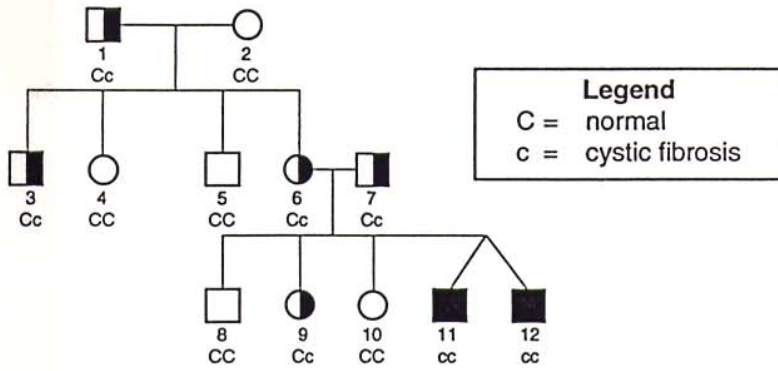 1
Cc
2
CC
Legend
C = normal
c = cystic fibrosis
3
Cc
4
CC
5
CC
6
Cc
7
Cc
8
CC
9
Cc
10
CC
11
cc
12
cc